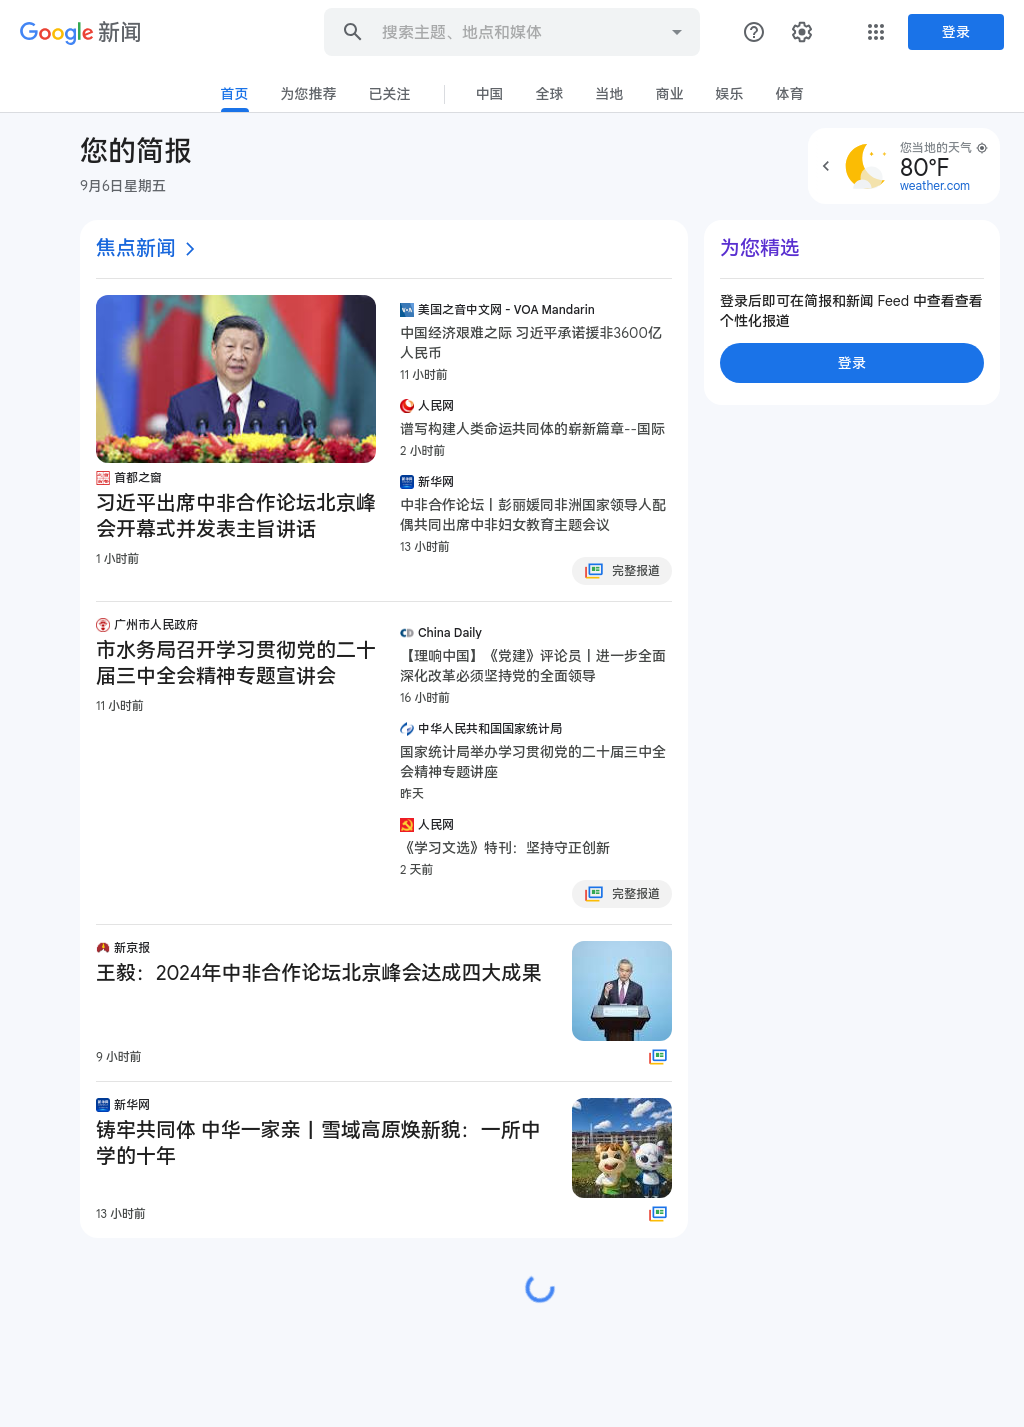 Google 新闻
搜索主题、地点和媒体
登录
首页
为您推荐
已关注
中国
全球
当地
商业
娱乐
体育
您的简报
9月6日星期五
您当地的天气
80°F
weather.com
焦点新闻
首都之窗
习近平出席中非合作论坛北京峰
会开幕式并发表主旨讲话
1 小时前
美国之音中文网 - VOA Mandarin
中国经济艰难之际 习近平承诺援非3600亿
人民币
11 小时前
人民网
谱写构建人类命运共同体的崭新篇章--国际
2 小时前
新华网
中非合作论坛丨彭丽媛同非洲国家领导人配
偶共同出席中非妇女教育主题会议
13 小时前
完整报道
广州市人民政府
市水务局召开学习贯彻党的二十
届三中全会精神专题宣讲会
11 小时前
China Daily
【理响中国】《党建》评论员丨进一步全面
深化改革必须坚持党的全面领导
16 小时前
中华人民共和国国家统计局
国家统计局举办学习贯彻党的二十届三中全
会精神专题讲座
昨天
人民网
《学习文选》特刊：坚持守正创新
2 天前
完整报道
新京报
王毅：2024年中非合作论坛北京峰会达成四大成果
9 小时前
新华网
铸牢共同体 中华一家亲丨雪域高原焕新貌：一所中
学的十年
13 小时前
为您精选
登录后即可在简报和新闻 Feed 中查看查看
个性化报道
登录